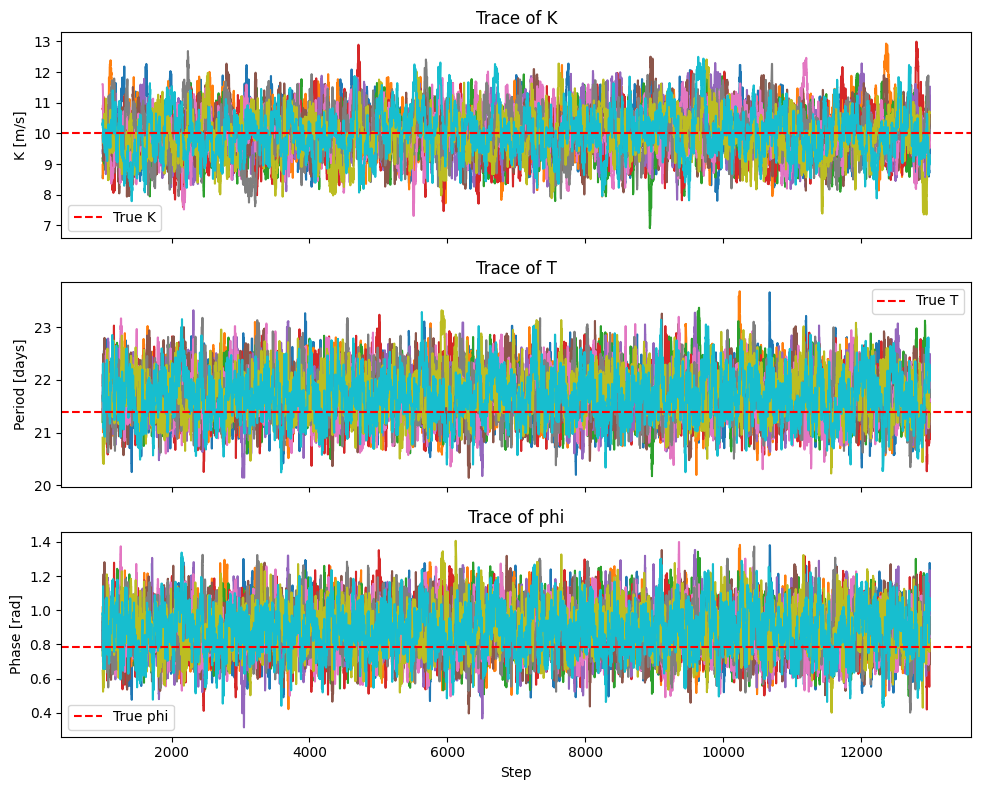 Trace of K
13
12
11
10
9
8
7
K [m/s]
True K
Trace of T
23
22
21
20
Period [days]
True T
Trace of phi
1.4
1.2
1.0
0.8
0.6
0.4
Phase [rad]
True phi
2000 4000 6000 8000 10000 12000
Step